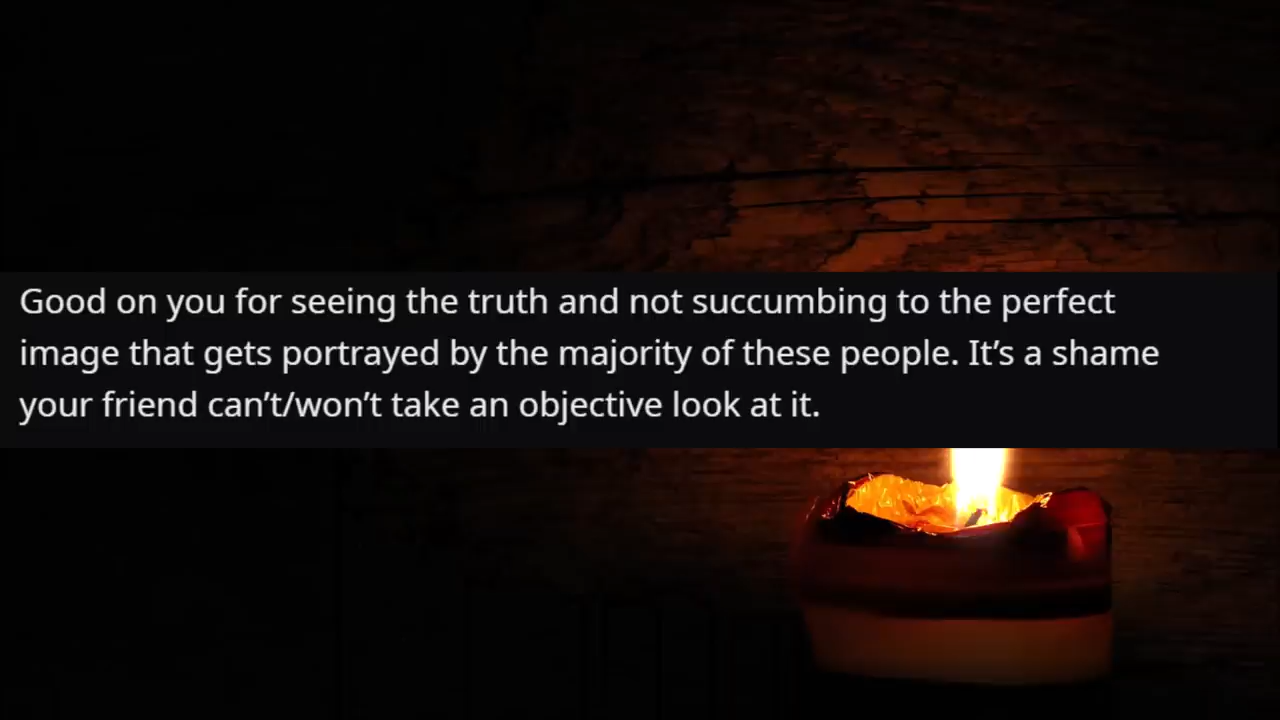 Good on you for seeing the truth and not succumbing to the perfect
image that gets portrayed by the majority of these people. It’s a shame
your friend can’t/won’t take an objective look at it.